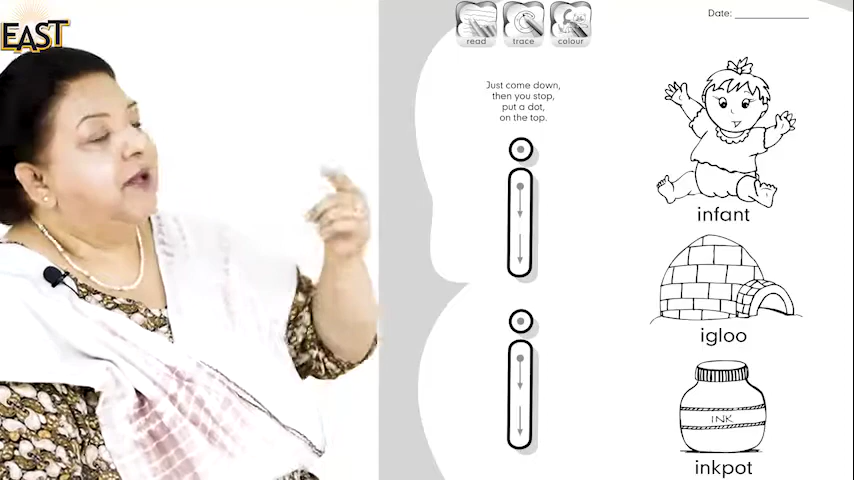 EAST
read trace colour
Date: ______________
Just come down,
then you stop,
put a dot,
on the top.
i
i
infant
igloo
INK
inkpot